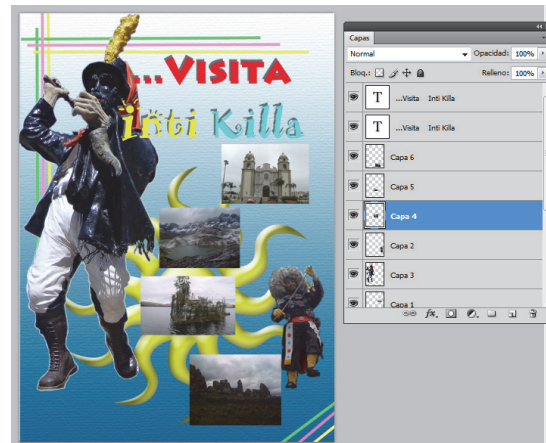 ...VISITA
inti Killa
Capas
Normal
Opacidad: 100%
Bloq.:
Relleno: 100%
T ...Visita Inti Killa
T ...Visita Inti Killa
Capa 6
Capa 5
Capa 4
Capa 2
Capa 3
Capa 1
fx.